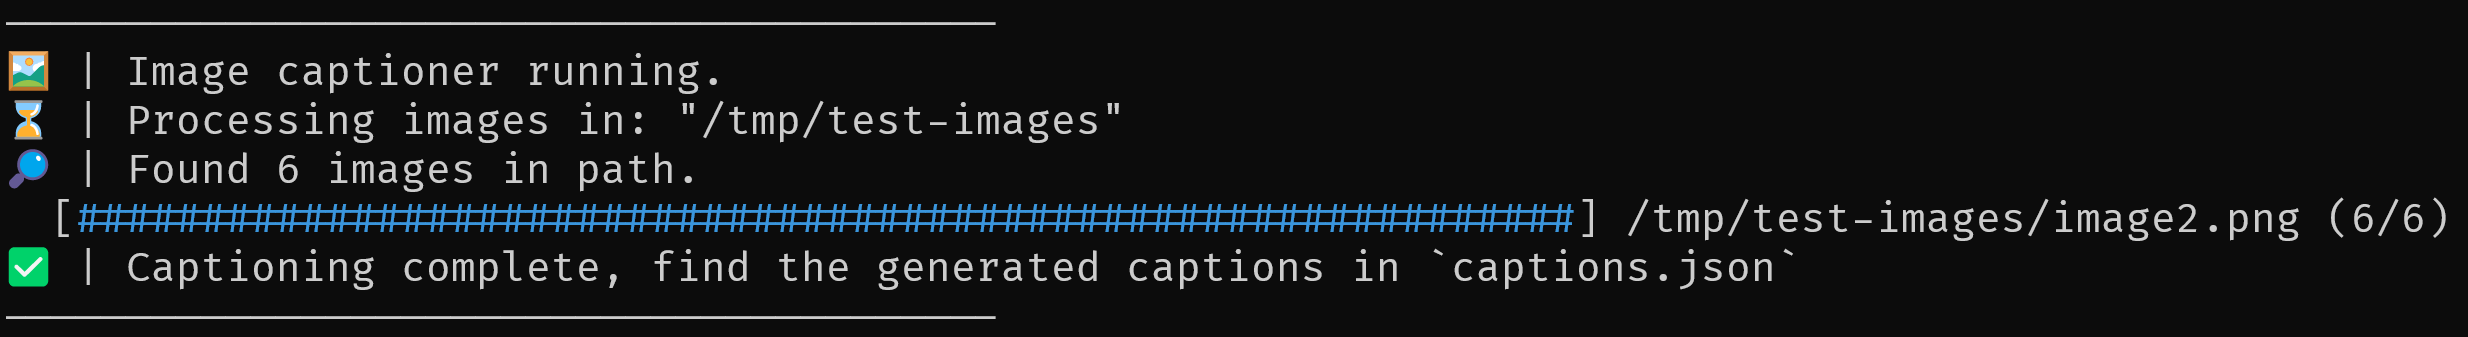 🖼️ | Image captioner running.
⏳ | Processing images in: "/tmp/test-images"
🔎 | Found 6 images in path.
[############################################################] /tmp/test-images/image2.png (6/6)
✅ | Captioning complete, find the generated captions in `captions.json`